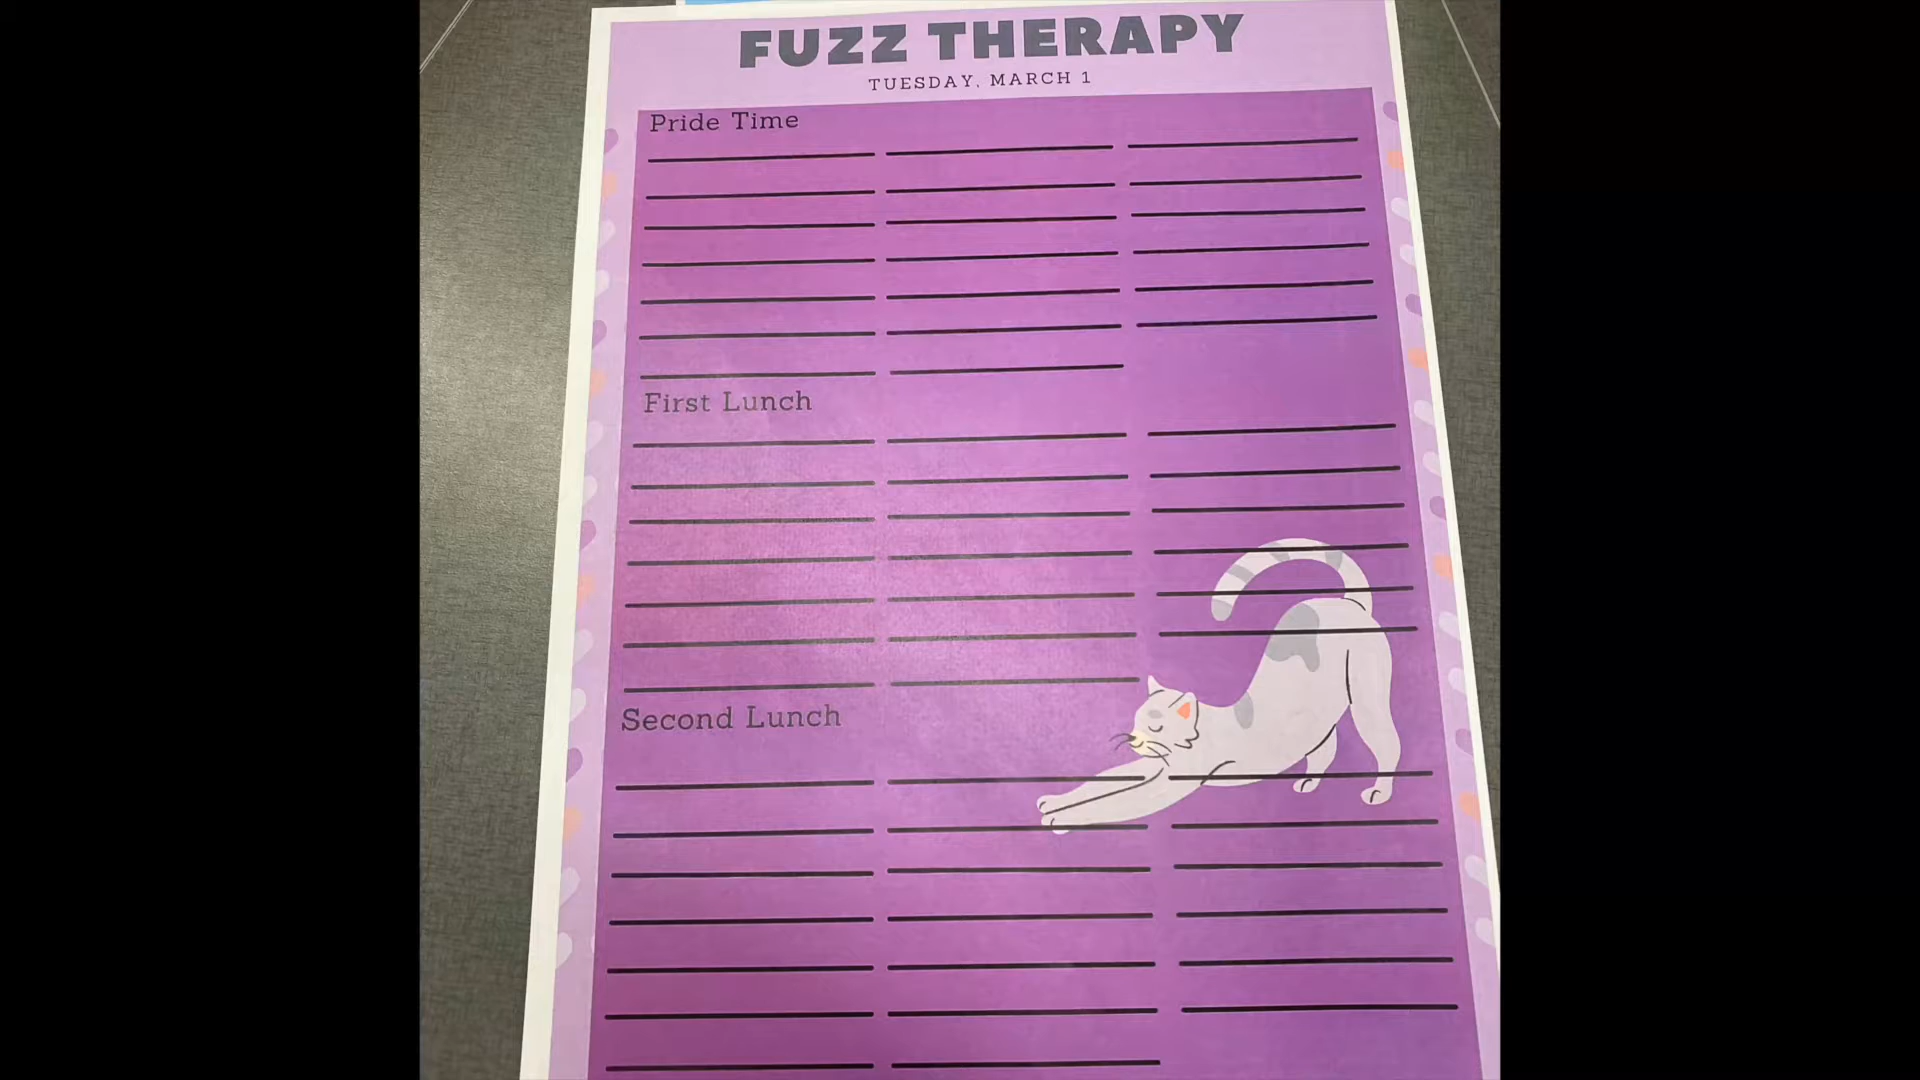 FUZZ THERAPY
TUESDAY, MARCH 1
Pride Time
First Lunch
Second Lunch